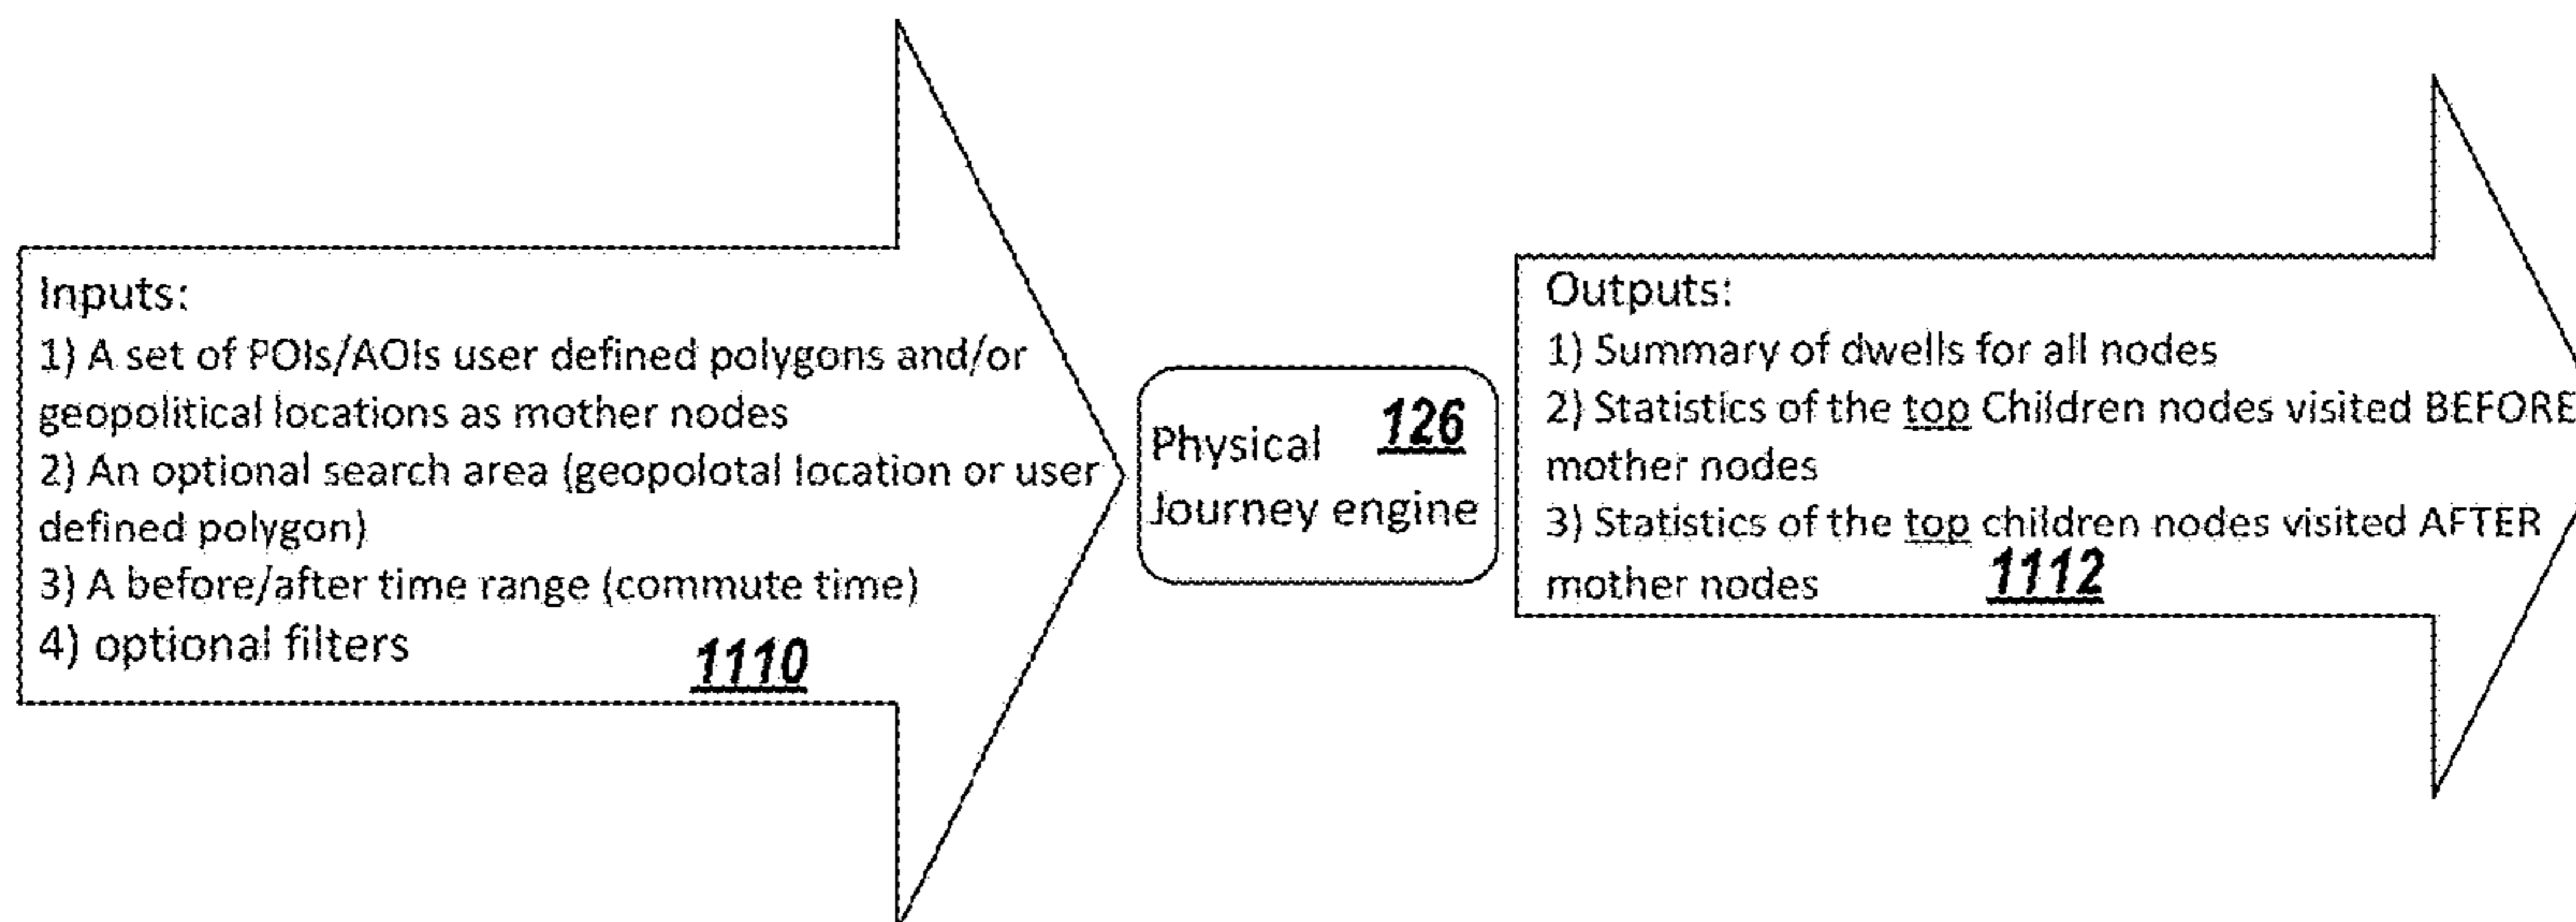 Inputs:
1) A set of POIs/AOIs user defined polygons and/or
geopolitical locations as mother nodes
2) An optional search area (geopolotal location or user
defined polygon)
3) A before/after time range (commute time)
4) optional filters
1110
Physical 126
Journey engine
Outputs:
1) Summary of dwells for all nodes
2) Statistics of the top Children nodes visited BEFORE
mother nodes
3) Statistics of the top children nodes visited AFTER
mother nodes 1112